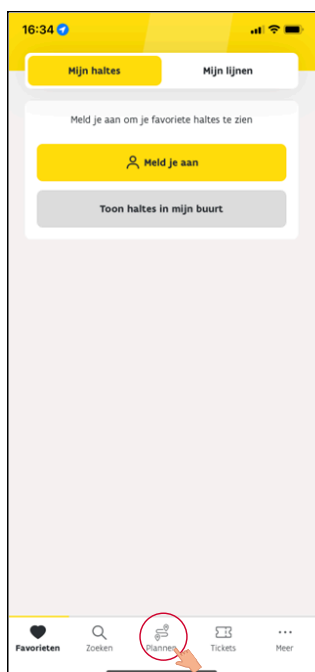 16:34
Mijn haltes
Mijn lijnen
Meld je aan om je favoriete haltes te zien
Meld je aan
Toon haltes in mijn buurt
Favorieten
Zoeken
Plannen
Tickets
Meer